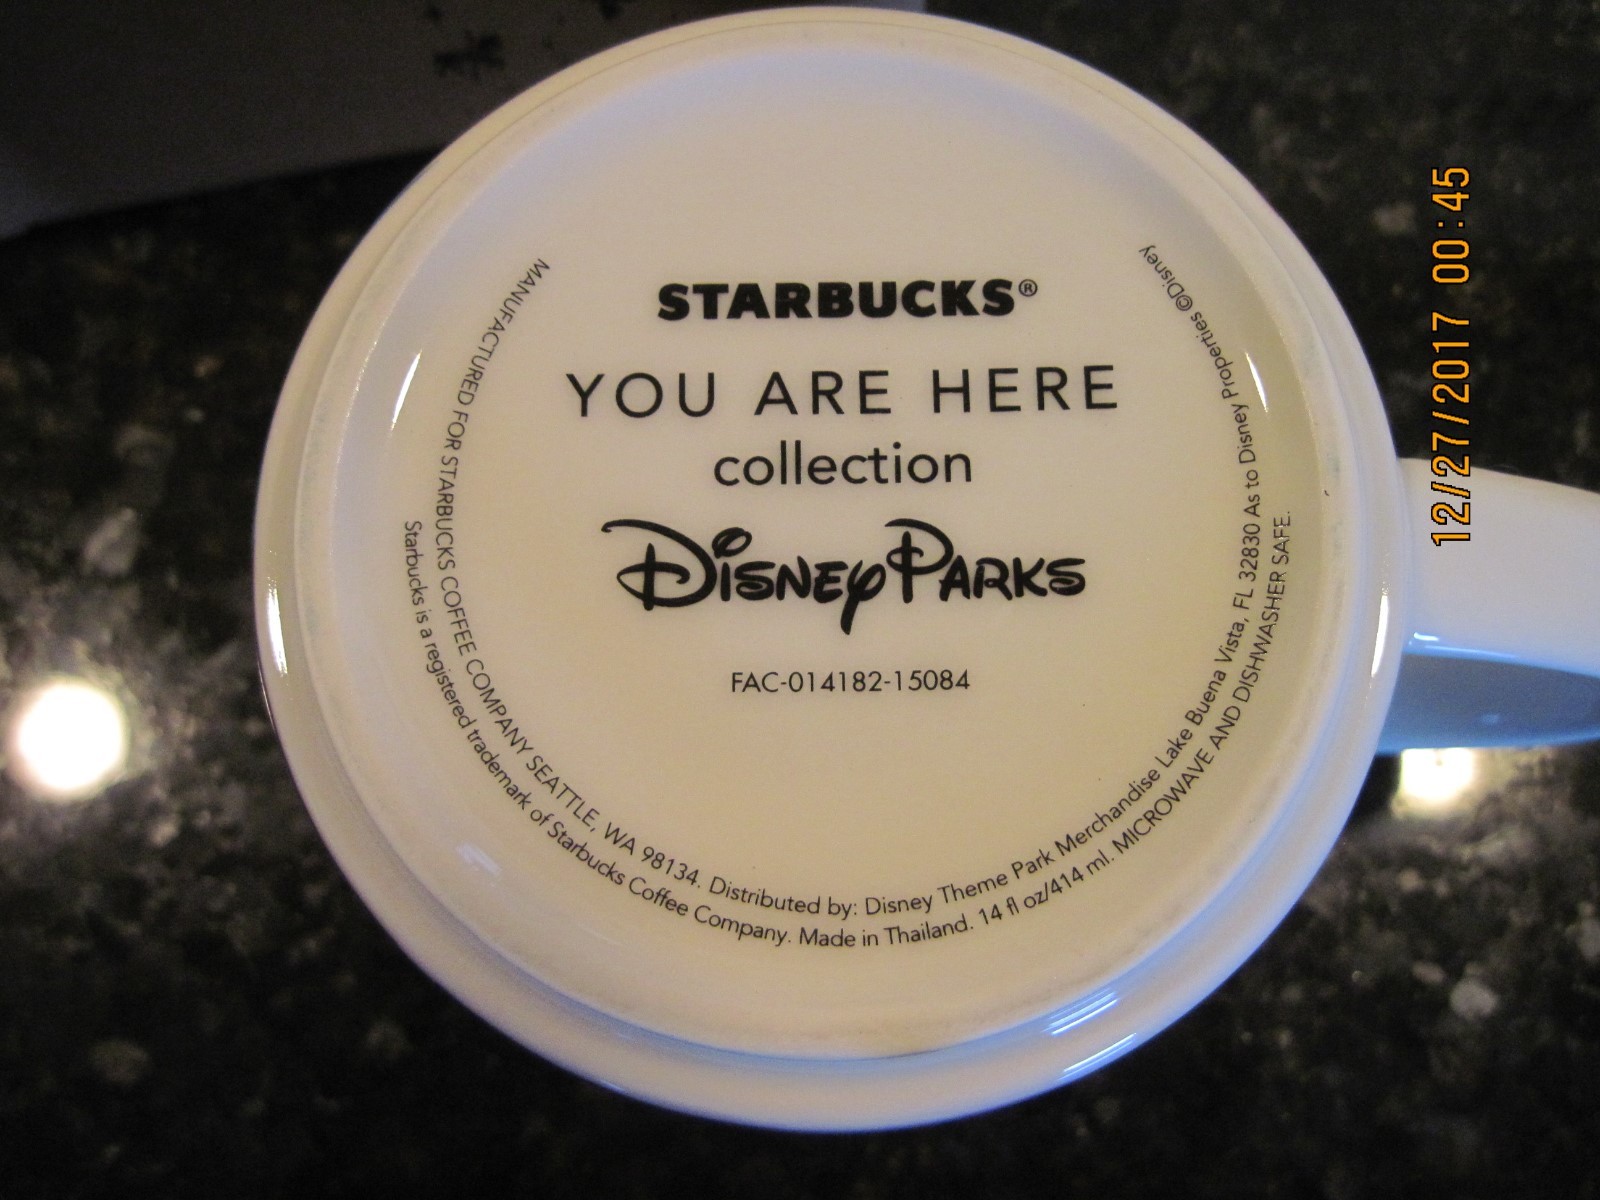 STARBUCKS®
YOU ARE HERE
collection
Disney Parks
FAC-014182-15084
MANUFACTURED FOR STARBUCKS COFFEE COMPANY SEATTLE, WA 98134. Distributed by: Disney Theme Park Merchandise Lake Buena Vista, FL 32830 As to Disney Properties ©Disney
Starbucks is a registered trademark of Starbucks Coffee Company. Made in Thailand. 14 fl oz/414 ml. MICROWAVE AND DISHWASHER SAFE.
12/27/2017 00:45